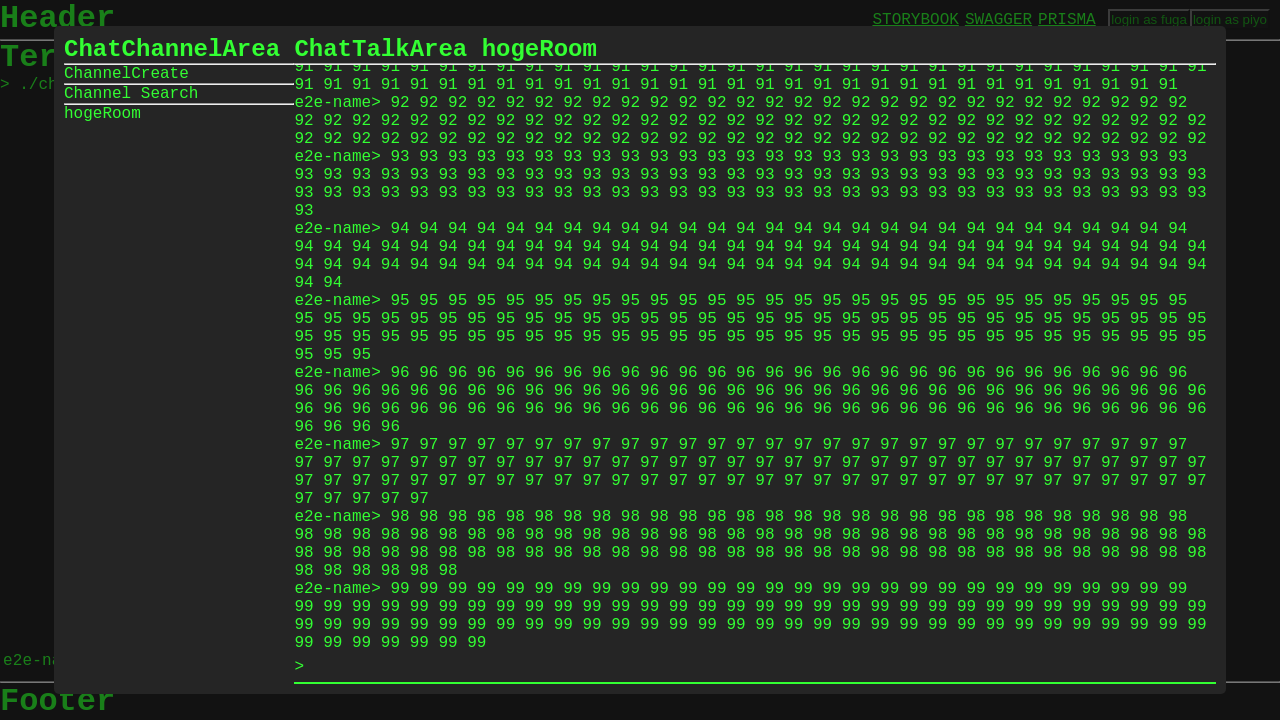 Header
STORYBOOK SWAGGER PRISMA login as fuga login as piyo
Ter
> ./ch
ChatChannelArea
ChannelCreate
Channel Search
hogeRoom
ChatTalkArea hogeRoom
91 91 91 91 91 91 91 91 91 91 91 91 91 91 91 91 91 91 91 91 91 91 91 91 91 91 91 91 91 91 91 91
91 91 91 91 91 91 91 91 91 91 91 91 91 91 91 91 91 91 91 91 91 91 91 91 91 91 91 91 91 91 91
e2e-name> 92 92 92 92 92 92 92 92 92 92 92 92 92 92 92 92 92 92 92 92 92 92 92 92 92 92 92 92
92 92 92 92 92 92 92 92 92 92 92 92 92 92 92 92 92 92 92 92 92 92 92 92 92 92 92 92 92 92 92 92
92 92 92 92 92 92 92 92 92 92 92 92 92 92 92 92 92 92 92 92 92 92 92 92 92 92 92 92 92 92 92 92
e2e-name> 93 93 93 93 93 93 93 93 93 93 93 93 93 93 93 93 93 93 93 93 93 93 93 93 93 93 93 93
93 93 93 93 93 93 93 93 93 93 93 93 93 93 93 93 93 93 93 93 93 93 93 93 93 93 93 93 93 93 93 93
93 93 93 93 93 93 93 93 93 93 93 93 93 93 93 93 93 93 93 93 93 93 93 93 93 93 93 93 93 93 93 93
93
e2e-name> 94 94 94 94 94 94 94 94 94 94 94 94 94 94 94 94 94 94 94 94 94 94 94 94 94 94 94 94
94 94 94 94 94 94 94 94 94 94 94 94 94 94 94 94 94 94 94 94 94 94 94 94 94 94 94 94 94 94 94 94
94 94 94 94 94 94 94 94 94 94 94 94 94 94 94 94 94 94 94 94 94 94 94 94 94 94 94 94 94 94 94 94
94 94
e2e-name> 95 95 95 95 95 95 95 95 95 95 95 95 95 95 95 95 95 95 95 95 95 95 95 95 95 95 95 95
95 95 95 95 95 95 95 95 95 95 95 95 95 95 95 95 95 95 95 95 95 95 95 95 95 95 95 95 95 95 95 95
95 95 95 95 95 95 95 95 95 95 95 95 95 95 95 95 95 95 95 95 95 95 95 95 95 95 95 95 95 95 95 95
95 95 95
e2e-name> 96 96 96 96 96 96 96 96 96 96 96 96 96 96 96 96 96 96 96 96 96 96 96 96 96 96 96 96
96 96 96 96 96 96 96 96 96 96 96 96 96 96 96 96 96 96 96 96 96 96 96 96 96 96 96 96 96 96 96 96
96 96 96 96 96 96 96 96 96 96 96 96 96 96 96 96 96 96 96 96 96 96 96 96 96 96 96 96 96 96 96 96
96 96 96 96
e2e-name> 97 97 97 97 97 97 97 97 97 97 97 97 97 97 97 97 97 97 97 97 97 97 97 97 97 97 97 97
97 97 97 97 97 97 97 97 97 97 97 97 97 97 97 97 97 97 97 97 97 97 97 97 97 97 97 97 97 97 97 97
97 97 97 97 97 97 97 97 97 97 97 97 97 97 97 97 97 97 97 97 97 97 97 97 97 97 97 97 97 97 97 97
97 97 97 97 97
e2e-name> 98 98 98 98 98 98 98 98 98 98 98 98 98 98 98 98 98 98 98 98 98 98 98 98 98 98 98 98
98 98 98 98 98 98 98 98 98 98 98 98 98 98 98 98 98 98 98 98 98 98 98 98 98 98 98 98 98 98 98 98
98 98 98 98 98 98 98 98 98 98 98 98 98 98 98 98 98 98 98 98 98 98 98 98 98 98 98 98 98 98 98 98
98 98 98 98 98 98
e2e-name> 99 99 99 99 99 99 99 99 99 99 99 99 99 99 99 99 99 99 99 99 99 99 99 99 99 99 99 99
99 99 99 99 99 99 99 99 99 99 99 99 99 99 99 99 99 99 99 99 99 99 99 99 99 99 99 99 99 99 99 99
99 99 99 99 99 99 99 99 99 99 99 99 99 99 99 99 99 99 99 99 99 99 99 99 99 99 99 99 99 99 99 99
99 99 99 99 99 99 99
>
e2e-na
Footer